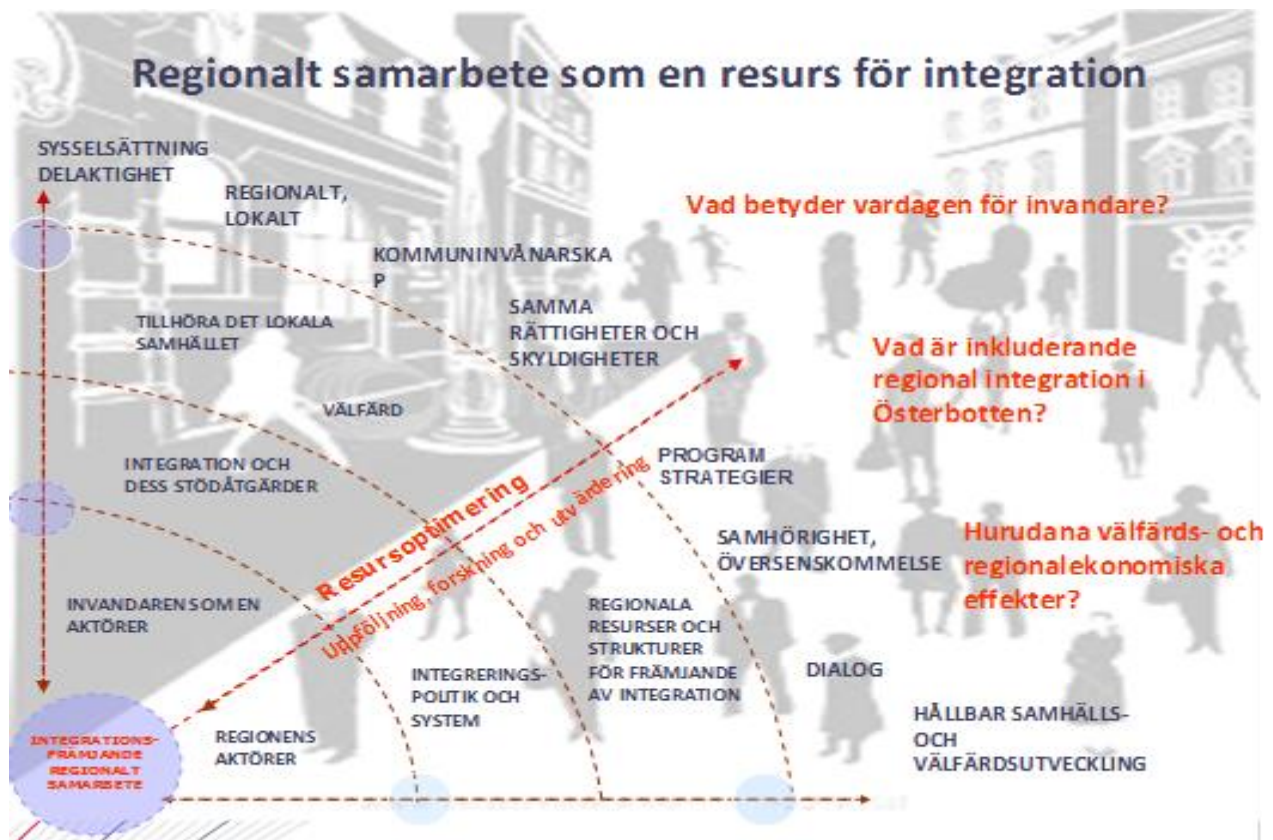 Regionalt samarbete som en resurs för integration
SYSSELSÄTTNING
DELAKTIGHET
REGIONALT,
LOKALT
Vad betyder vardagen för invandare?
KOMMUNINVÅNARSKA
P
TILLHÖRA DET LOKALA
SAMHÄLLET
SAMMA
RÄTTIGHETER OCH
SKYLDIGHETER
Vad är inkluderande
regional integration i
Österbotten?
VÄLFÄRD
INTEGRATION OCH
DESS STÖDÅTGÄRDER
PROGRAM
STRATEGIER
Resursoptimering
Uppföljning, forskning och utvärdering
SAMHÖRIGHET,
ÖVERSENSKOMMELSE
Hurudana välfärds- och
regionalekonomiska
effekter?
INVANDAREN SOM EN
AKTÖRER
REGIONALA
RESURSER OCH
STRUKTURER
FÖR FRÄMJANDE
AV INTEGRATION
INTEGRERINGS-
POLITIK OCH
SYSTEM
DIALOG
REGIONENS
AKTÖRER
HÅLLBAR SAMHÄLLS-
OCH
VÄLFÄRDSUTVECKLING
INTEGRATIONS-
FRÄMJANDE
REGIONALT
SAMARBETE